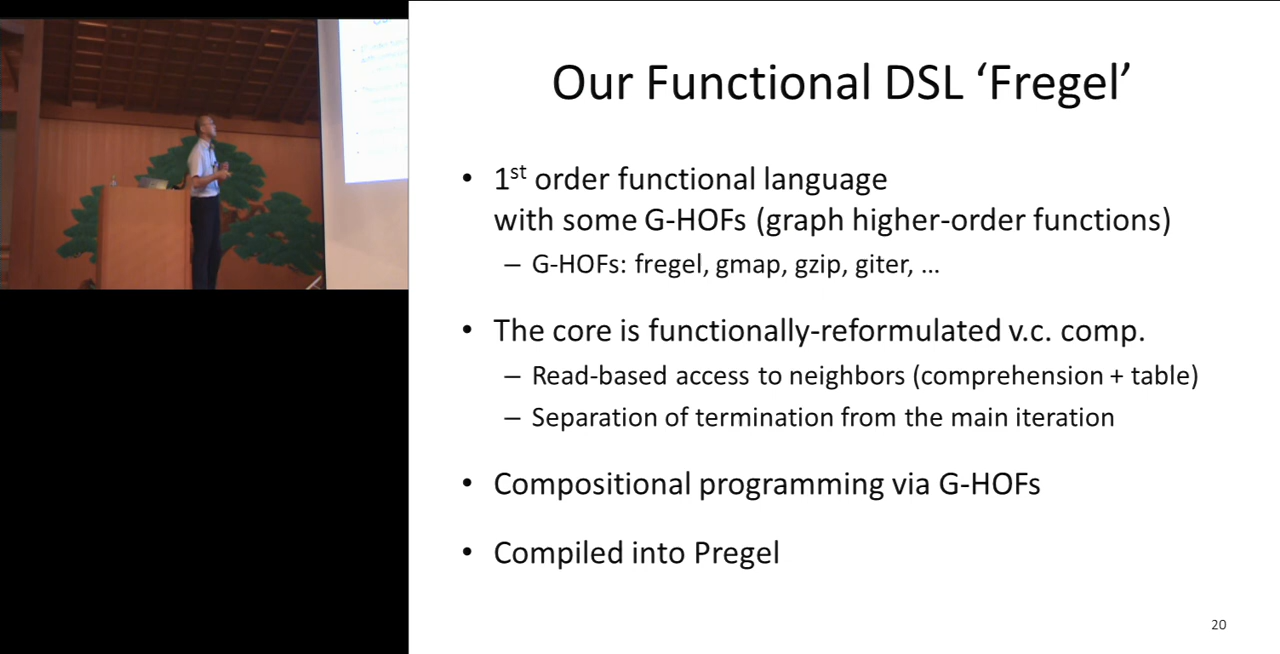 Our Functional DSL ‘Fregel’
• 1st order functional language
with some G-HOFs (graph higher-order functions)
– G-HOFs: fregel, gmap, gzip, giter, ...
• The core is functionally-reformulated v.c. comp.
– Read-based access to neighbors (comprehension + table)
– Separation of termination from the main iteration
• Compositional programming via G-HOFs
• Compiled into Pregel
20